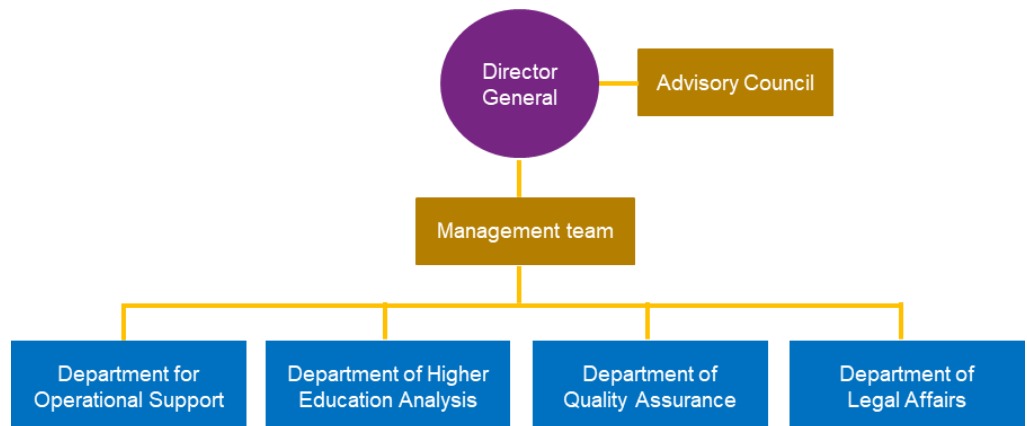 Director
General
Advisory Council
Management team
Department for
Operational Support
Department of Higher
Education Analysis
Department of
Quality Assurance
Department of
Legal Affairs